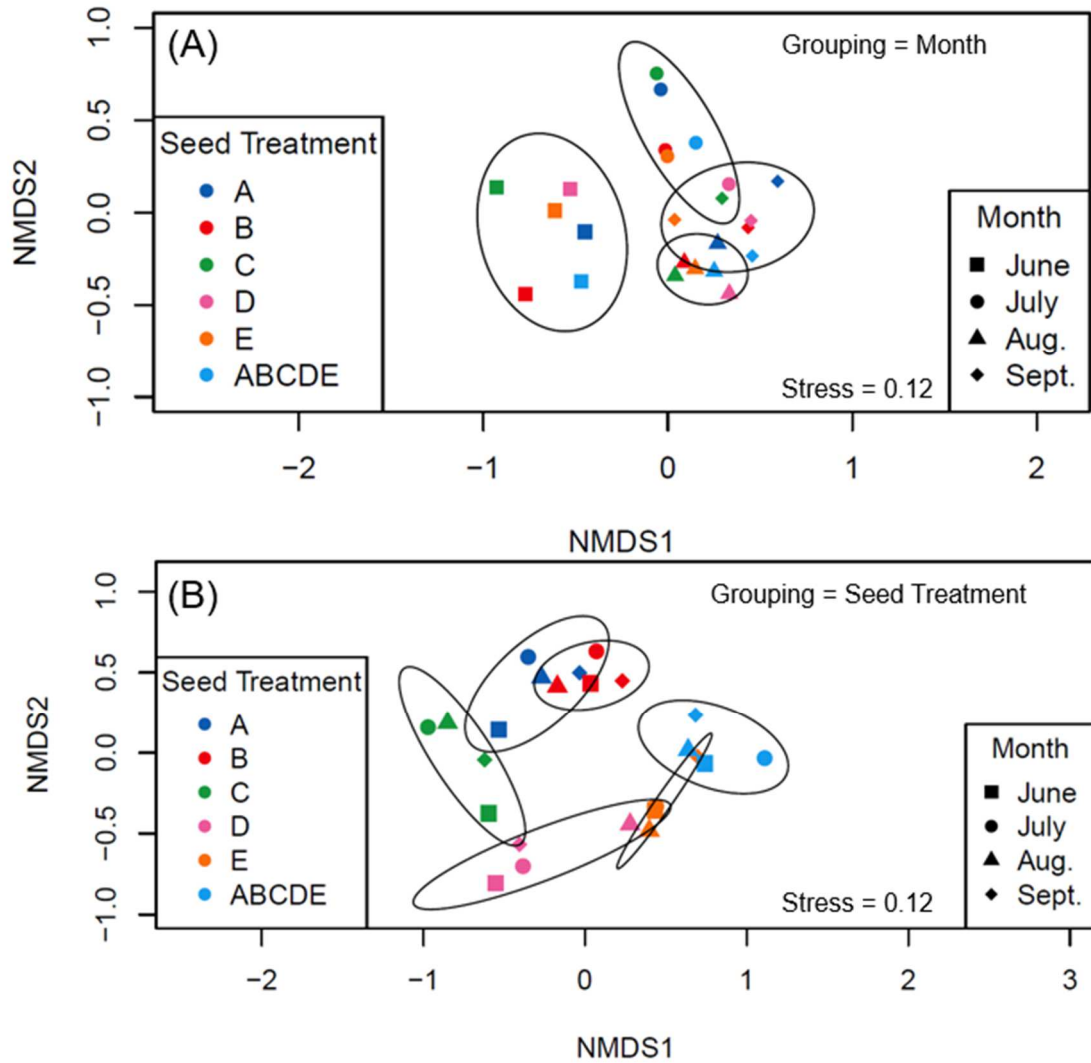 (A)
Grouping = Month
Seed Treatment
A
B
C
D
E
ABCDE
Month
June
July
Aug.
Sept.
Stress = 0.12
NMDS2
1.0
0.5
0.0
−0.5
−1.0
−2
−1
0
1
2
NMDS1
(B)
Grouping = Seed Treatment
Seed Treatment
A
B
C
D
E
ABCDE
Month
June
July
Aug.
Sept.
Stress = 0.12
NMDS2
1.0
0.5
0.0
−0.5
−1.0
−2
−1
0
1
2
3
NMDS1